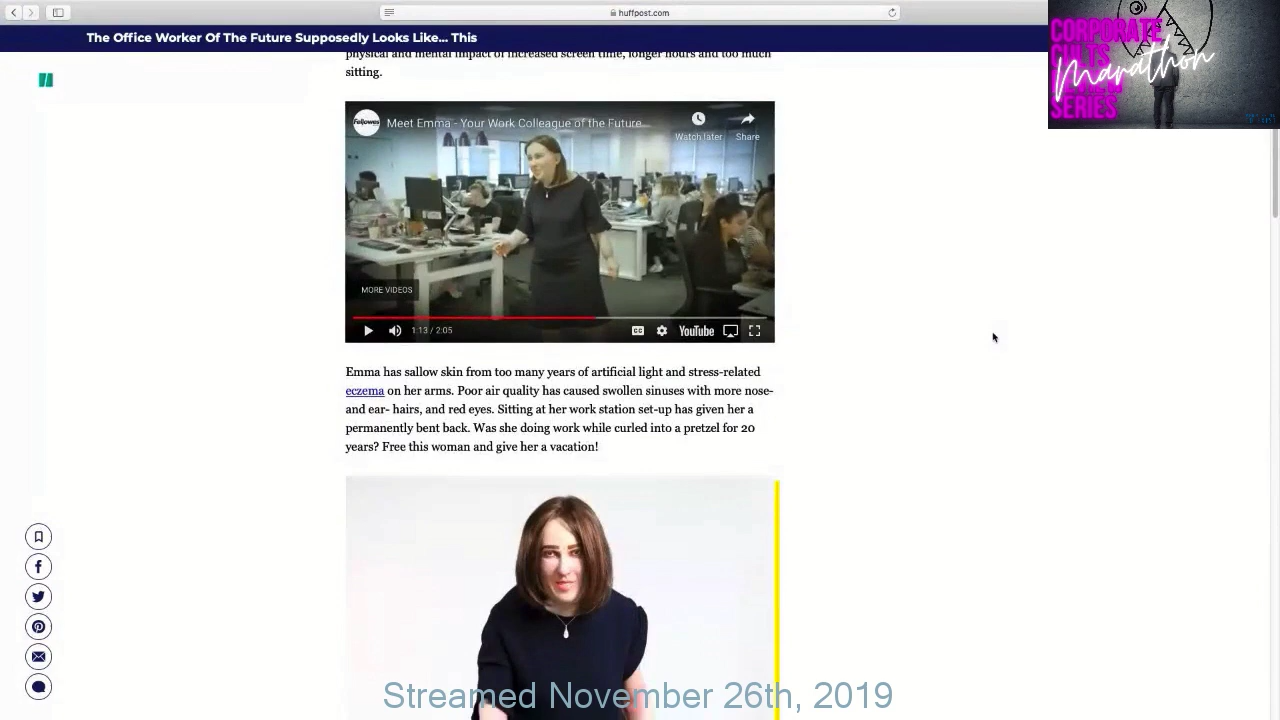 huffpost.com
The Office Worker Of The Future Supposedly Looks Like... This
CORPORATE
CULTS
Marathon
SERIES
physical and mental impact of increased screen time, longer hours and too much
sitting.
Fellowes
Meet Emma - Your Work Colleague of the Future...
Watch later
Share
MORE VIDEOS
1:13 / 2:05
CC
YouTube
Emma has sallow skin from too many years of artificial light and stress-related
eczema on her arms. Poor air quality has caused swollen sinuses with more nose-
and ear- hairs, and red eyes. Sitting at her work station set-up has given her a
permanently bent back. Was she doing work while curled into a pretzel for 20
years? Free this woman and give her a vacation!
Streamed November 26th, 2019